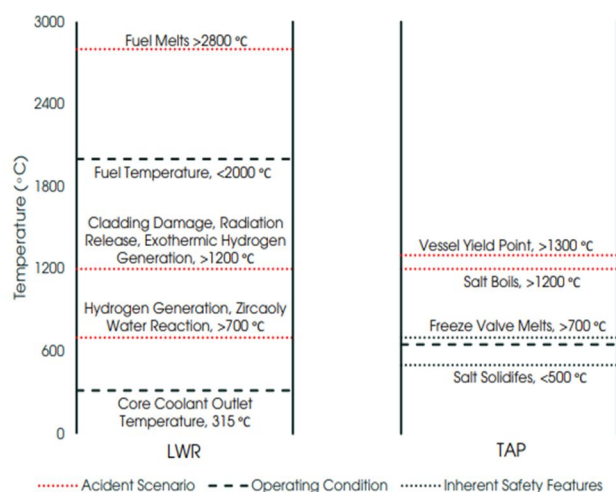 3000
2400
1800
1200
600
0
Temperature (°C)
Fuel Melts >2800 °C
Fuel Temperature, <2000 °C
Cladding Damage, Radiation
Release, Exothermic Hydrogen
Generation, >1200 °C
Hydrogen Generation, Zircaoly
Water Reaction, >700 °C
Core Coolant Outlet
Temperature, 315 °C
LWR
Vessel Yield Point, >1300 °C
Salt Boils, >1200 °C
Freeze Valve Melts, >700 °C
Salt Solidifes, <500 °C
TAP
Acident Scenario
Operating Condition
Inherent Safety Features